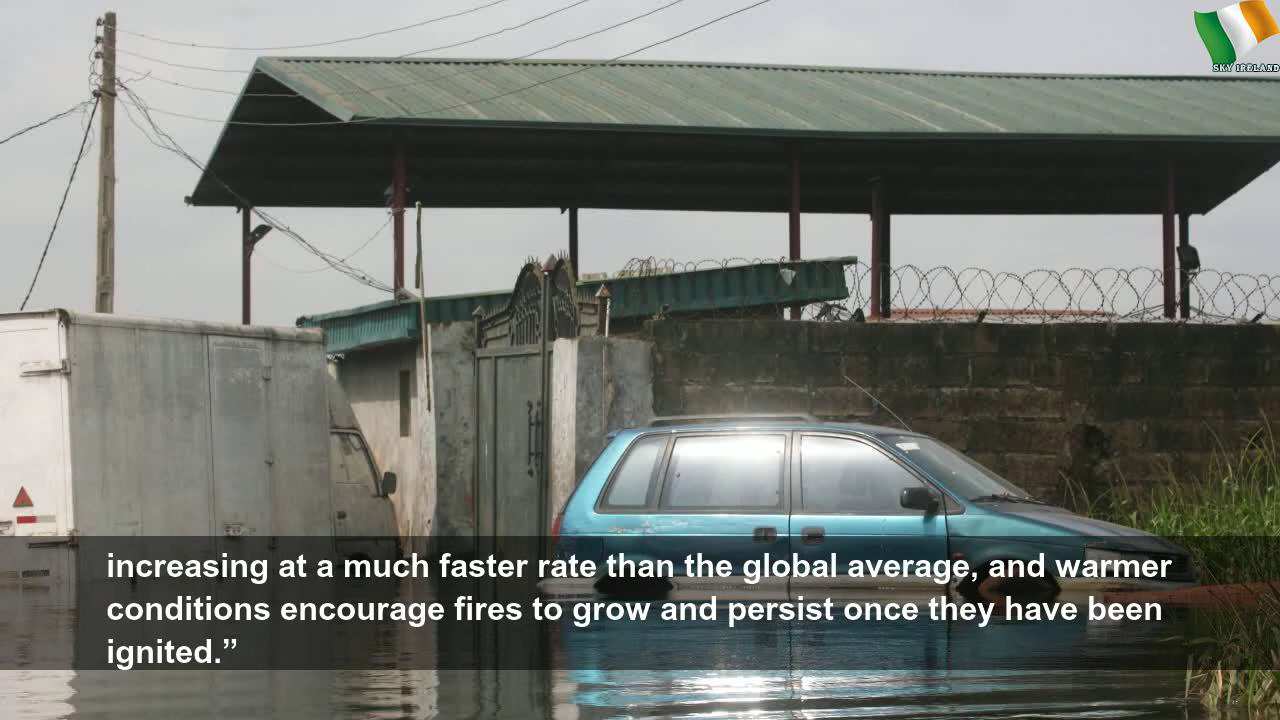 SKY IRELAND
increasing at a much faster rate than the global average, and warmer
conditions encourage fires to grow and persist once they have been
ignited.”